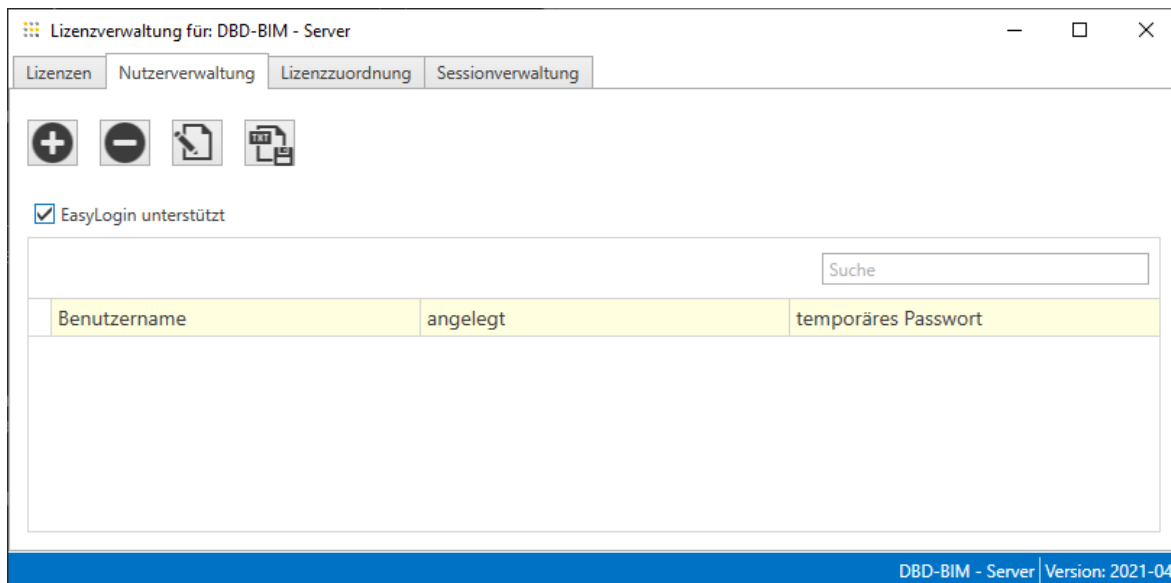 Lizenzverwaltung für: DBD-BIM - Server
Lizenzen Nutzerverwaltung Lizenzzuordnung Sessionverwaltung
TXT
EasyLogin unterstützt
Suche
Benutzername angelegt temporäres Passwort
DBD-BIM - Server Version: 2021-04